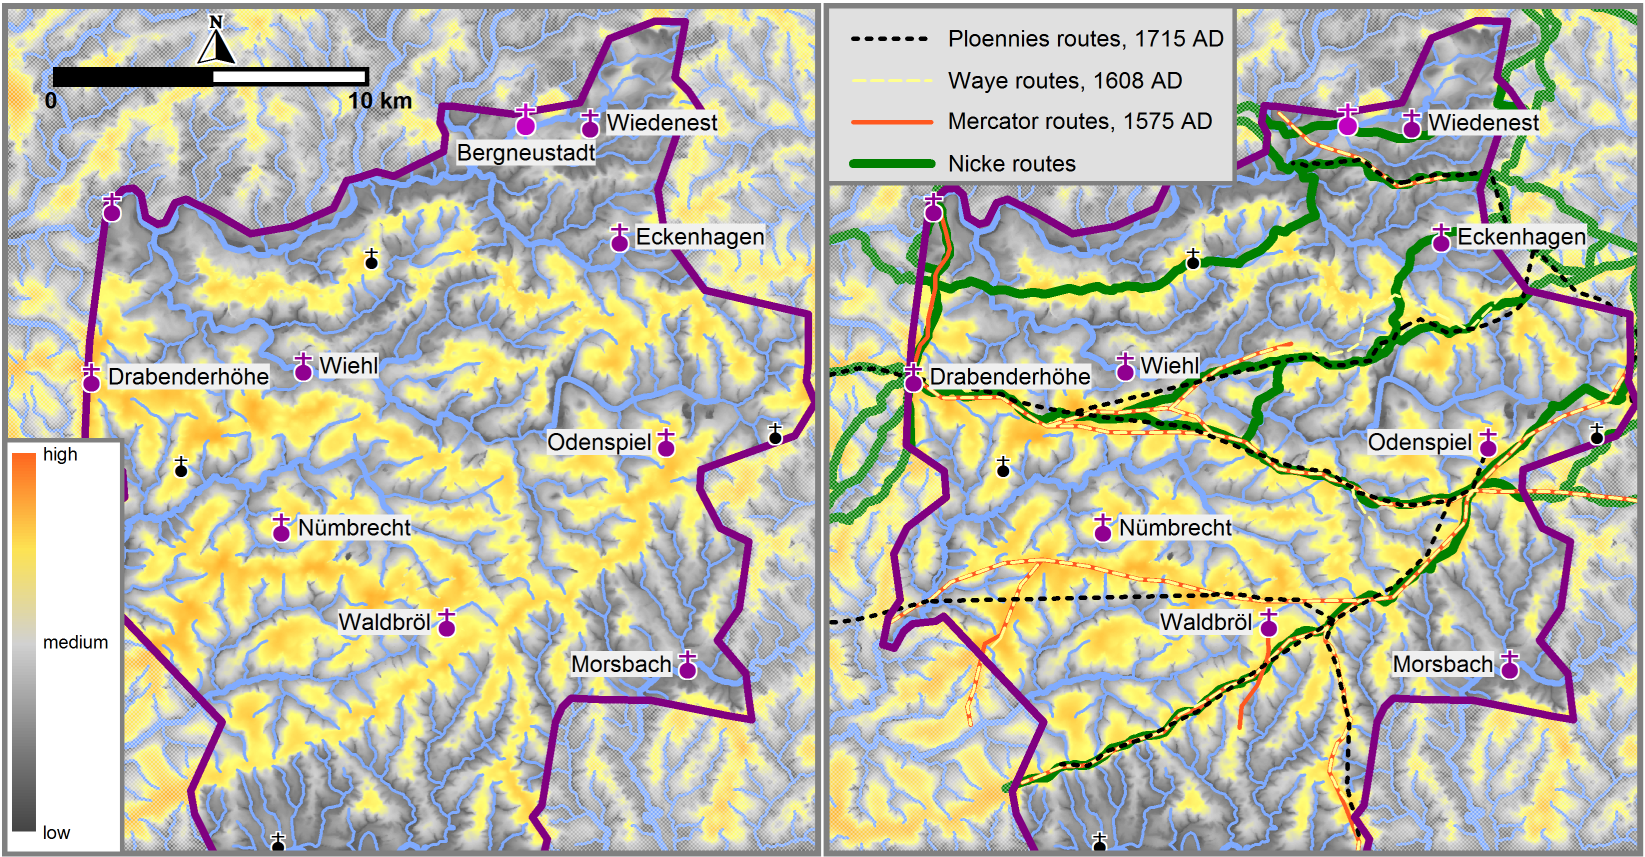 N
0
10 km
Bergneustadt
Wiedenest
Eckenhagen
Drabenderhöhe
Wiehl
Odenspiel
Nümbrecht
Waldbröl
Morsbach
high
medium
low
Ploennies routes, 1715 AD
Waye routes, 1608 AD
Mercator routes, 1575 AD
Nicke routes
Wiedenest
Eckenhagen
Drabenderhöhe
Wiehl
Odenspiel
Nümbrecht
Waldbröl
Morsbach